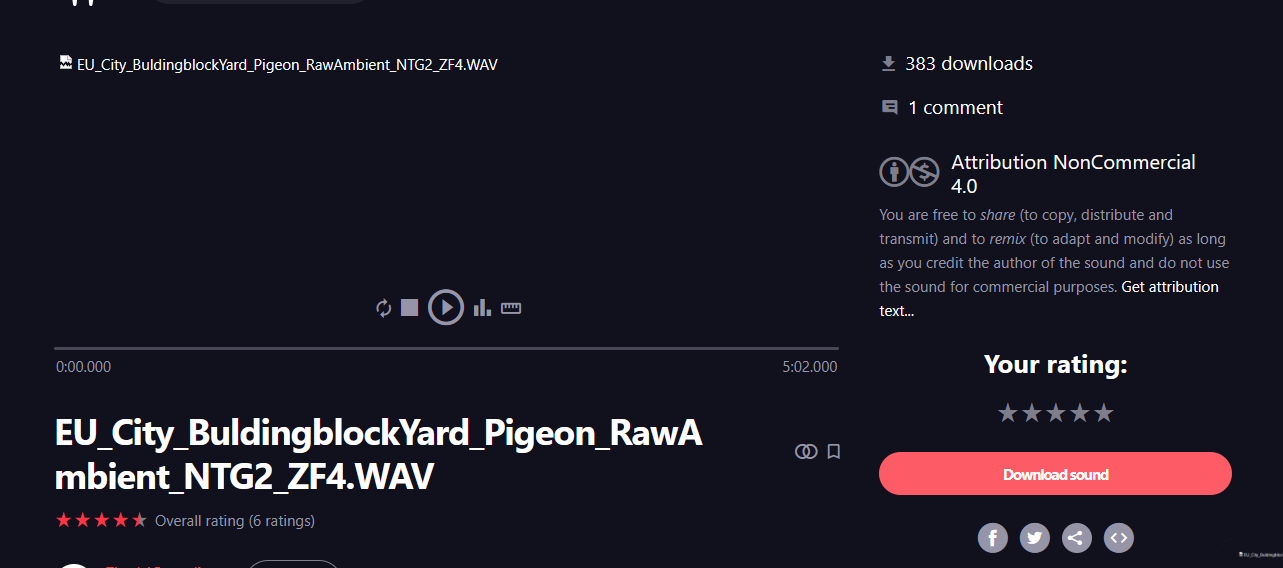 EU_City_BuldingblockYard_Pigeon_RawAmbient_NTG2_ZF4.WAV
383 downloads
1 comment
Attribution NonCommercial
4.0
You are free to share (to copy, distribute and
transmit) and to remix (to adapt and modify) as long
as you credit the author of the sound and do not use
the sound for commercial purposes. Get attribution
text...
0:00.000
5:02.000
Your rating:
EU_City_BuldingblockYard_Pigeon_RawA
mbient_NTG2_ZF4.WAV
Download sound
Overall rating (6 ratings)